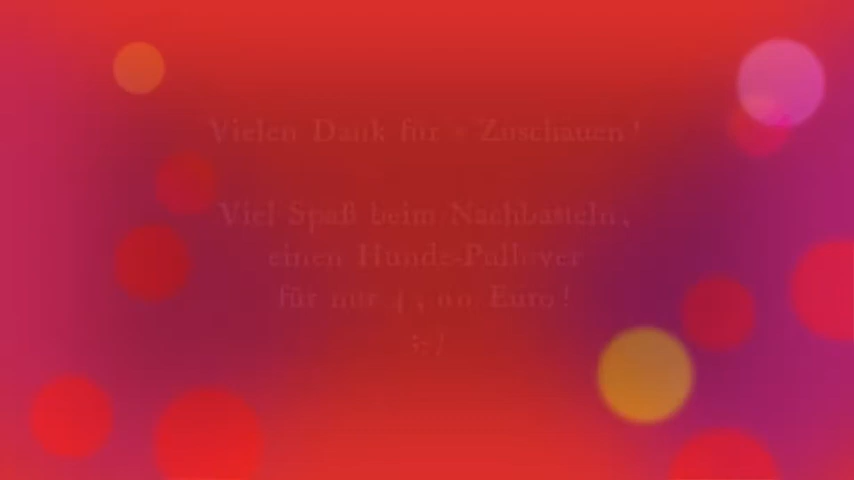 Vielen Dank für's Zuschauen!
Viel Spaß beim Nachbasteln,
einen Hunde-Pullover
für nur Euro!
:-)